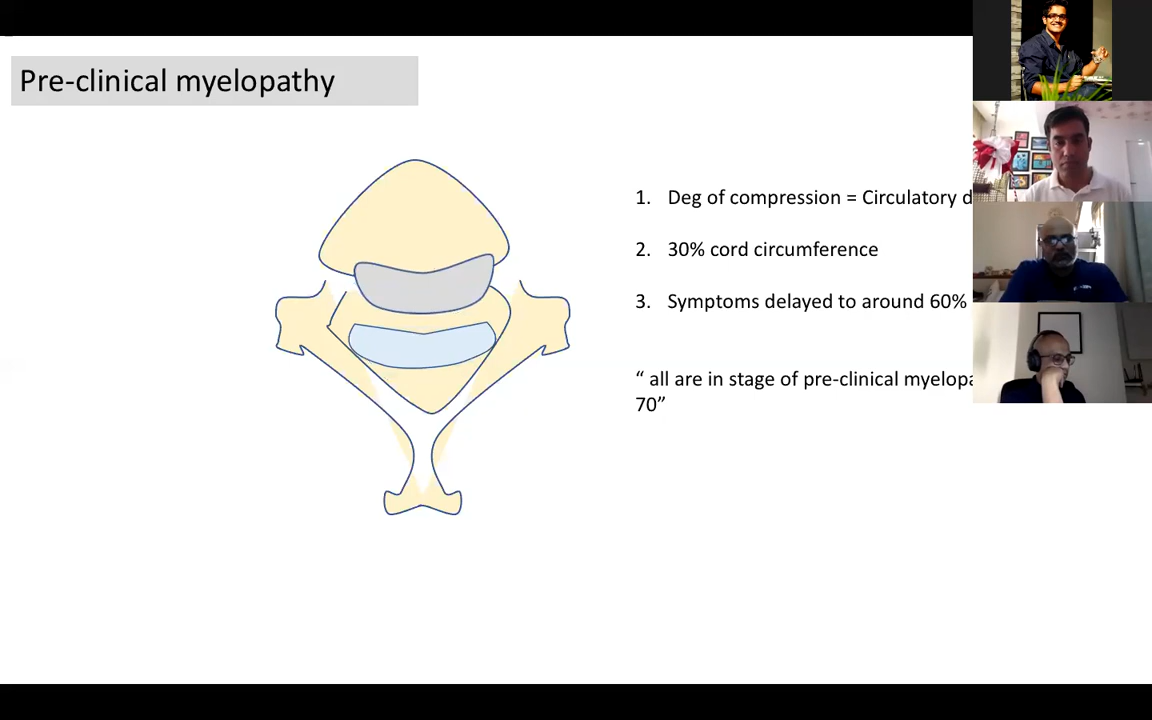 Pre-clinical myelopathy
1. Deg of compression = Circulatory
2. 30% cord circumference
3. Symptoms delayed to around 60%
“ all are in stage of pre-clinical
70”